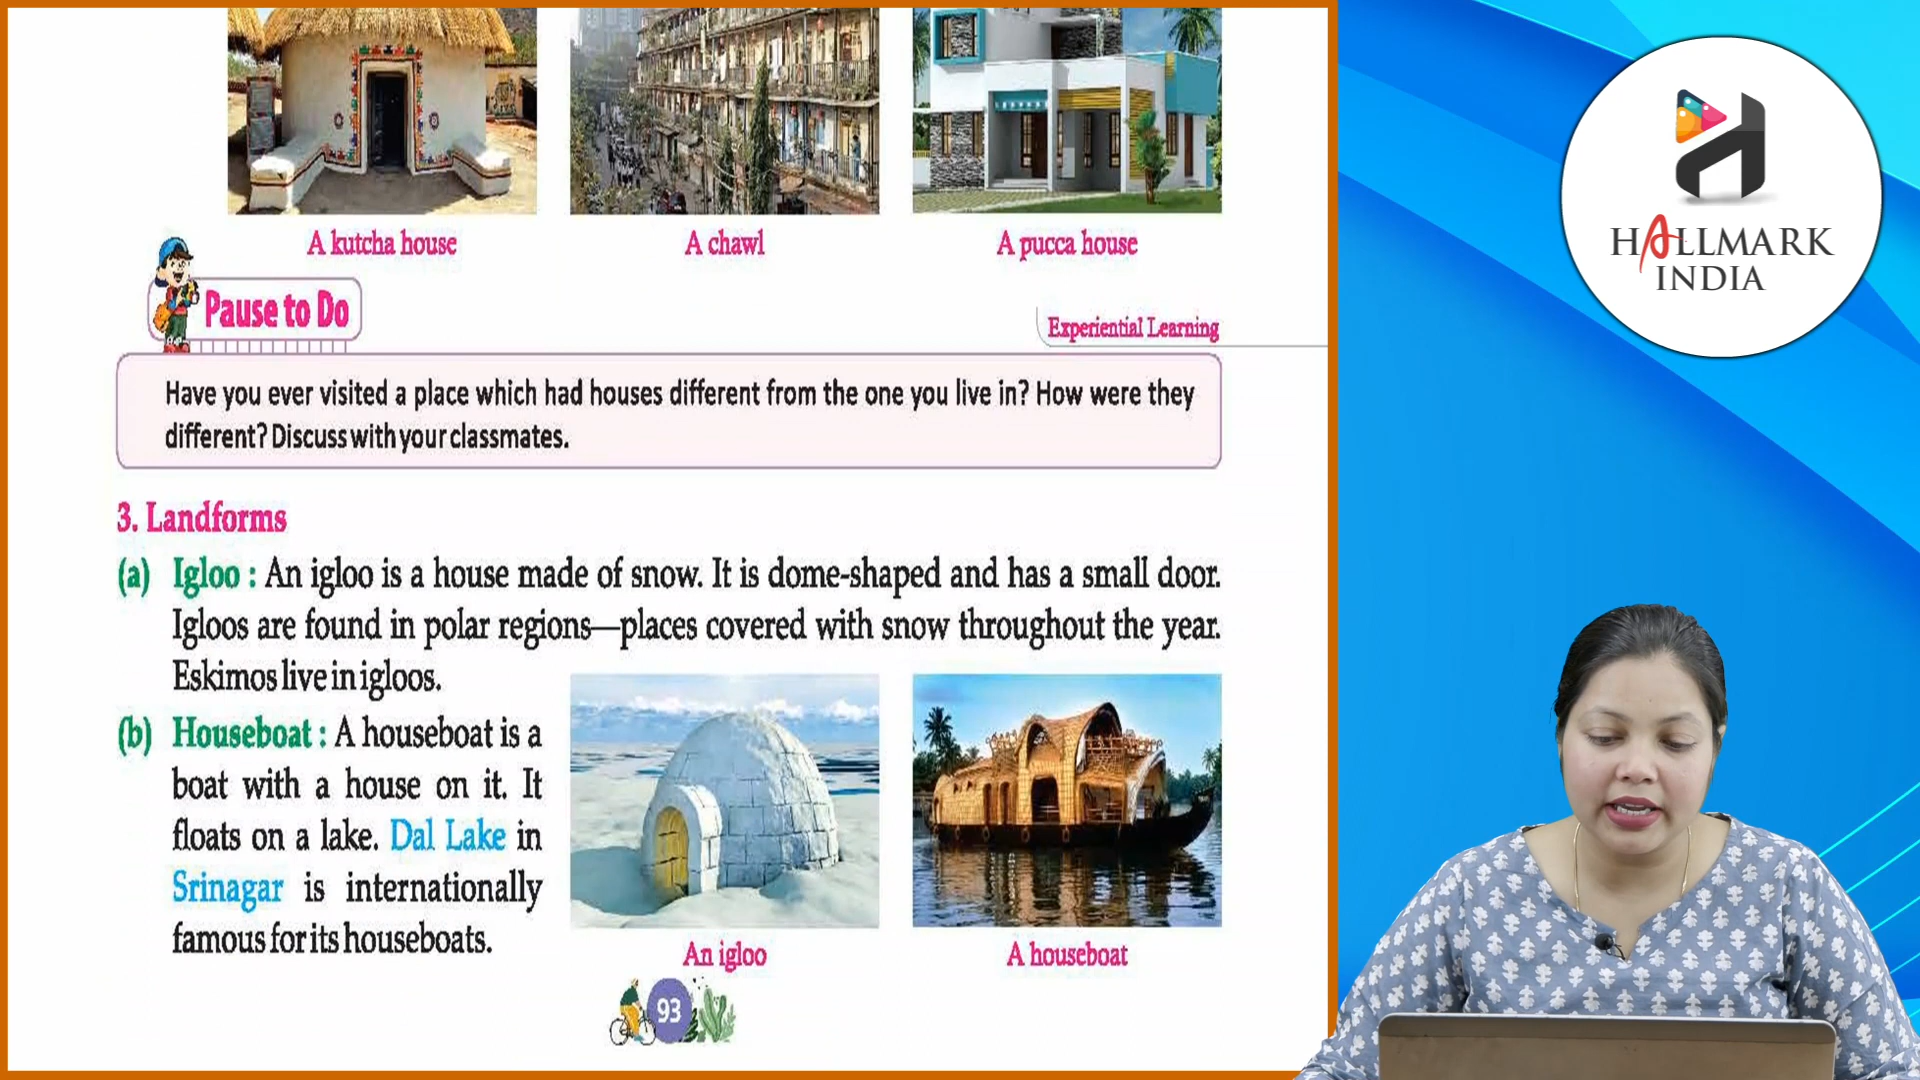 A kutcha house
A chawl
A pucca house
Pause to Do
Experiential Learning
Have you ever visited a place which had houses different from the one you live in? How were they
different? Discuss with your classmates.
3. Landforms
(a) Igloo : An igloo is a house made of snow. It is dome-shaped and has a small door.
Igloos are found in polar regions—places covered with snow throughout the year.
Eskimos live in igloos.
(b) Houseboat : A houseboat is a
boat with a house on it. It
floats on a lake. Dal Lake in
Srinagar is internationally
famous for its houseboats.
An igloo
A houseboat
93
HALLMARK
INDIA